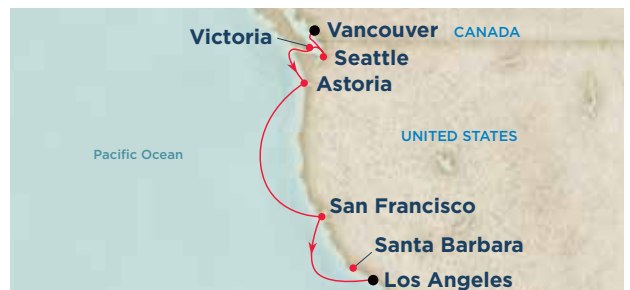 Vancouver
CANADA
Victoria
Seattle
Astoria
UNITED STATES
Pacific Ocean
San Francisco
Santa Barbara
Los Angeles